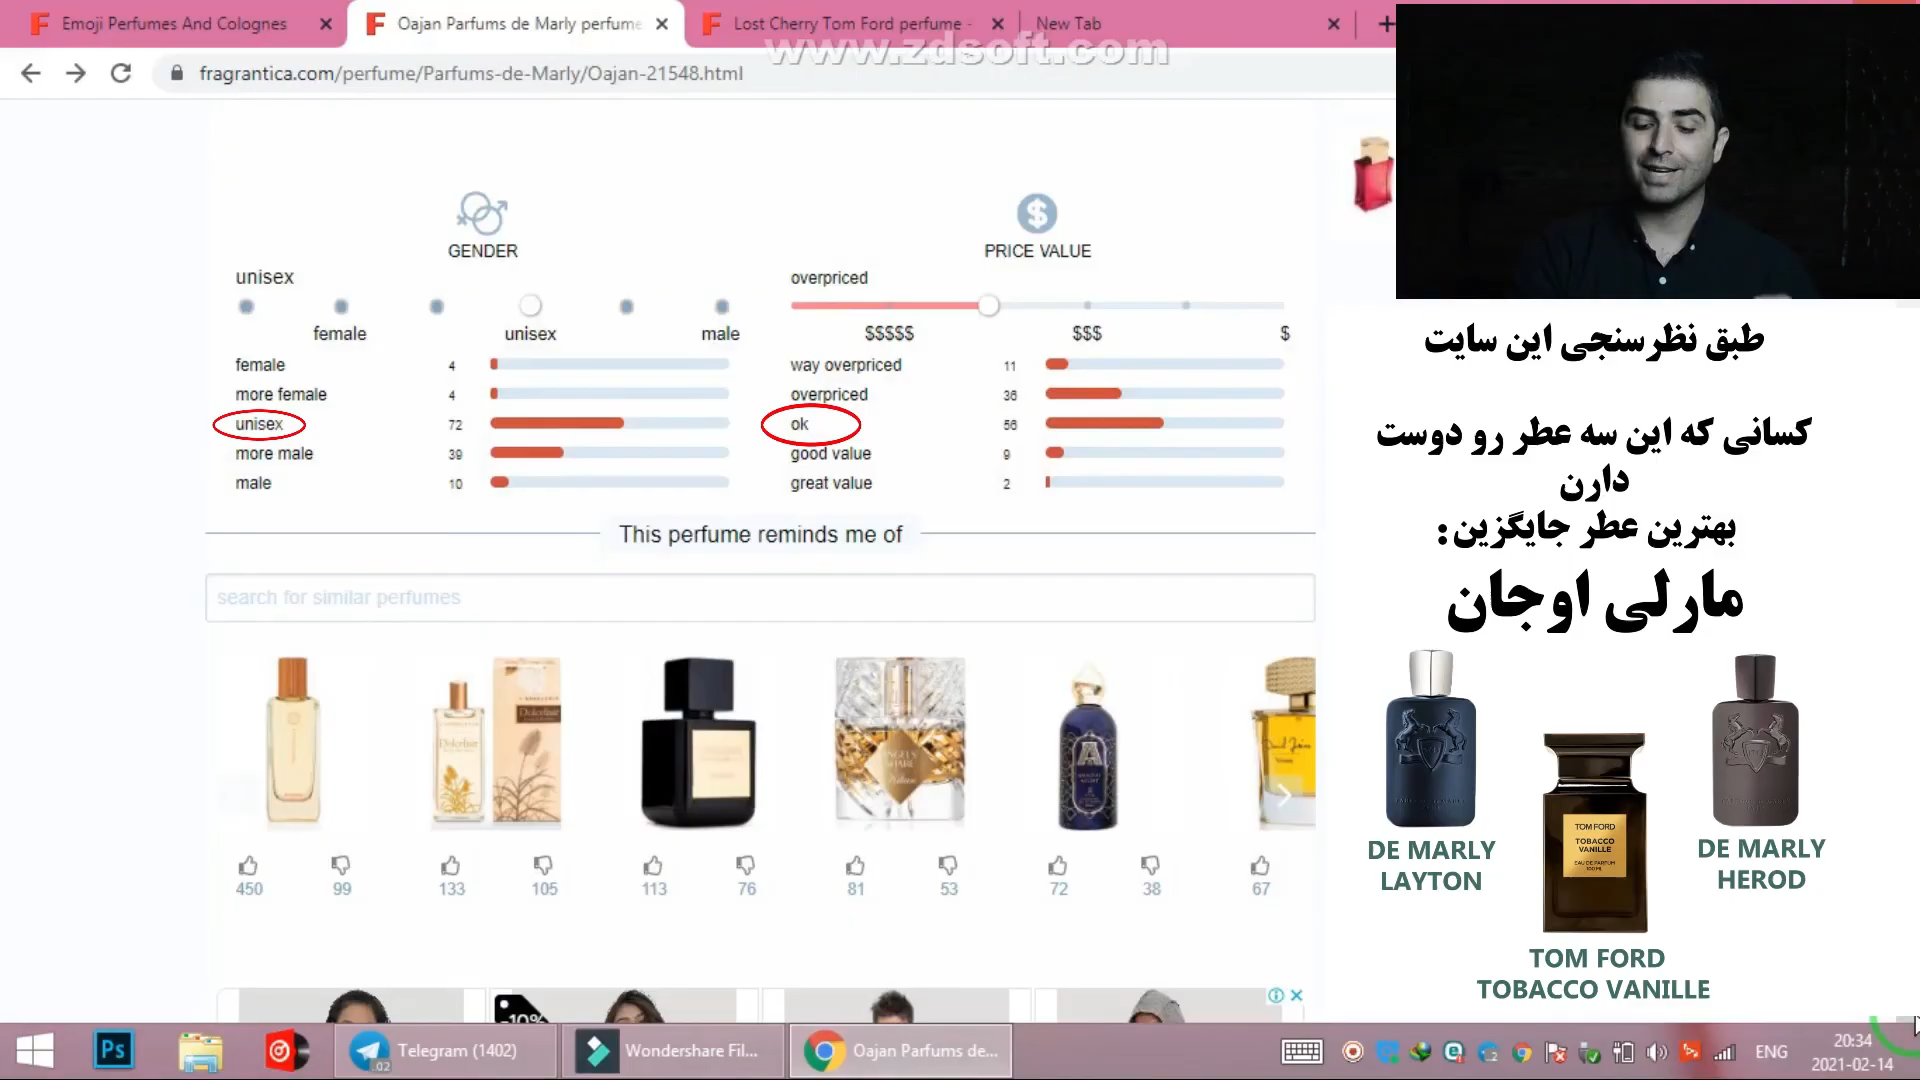 Emoji Perfumes And Colognes
Oajan Parfums de Marly perfume
Lost Cherry Tom Ford perfume -
New Tab
www.zdsoft.com
fragrantica.com/perfume/Parfums-de-Marly/Oajan-21548.html
GENDER
unisex
female unisex male
female 4
more female 4
unisex 72
more male 39
male 10
PRICE VALUE
overpriced
$$$$$ $$$ $
way overpriced 11
overpriced 36
ok 56
good value 9
great value 2
This perfume reminds me of
search for similar perfumes
450 99 133 105 113 76 81 53 72 38 67
-10%
طبق نظرسنجی این سایت
کسانی که این سه عطر رو دوست
دارن
بهترین عطر جایگزین:
مارلی اوجان
DE MARLY
LAYTON
TOM FORD
TOBACCO
VANILLE
EAU DE PARFUM
DE MARLY
HEROD
TOM FORD
TOBACCO VANILLE
Ps
.02
Telegram (1402)
Wondershare Fil...
Oajan Parfums de...
ENG
20:34
2021-02-14